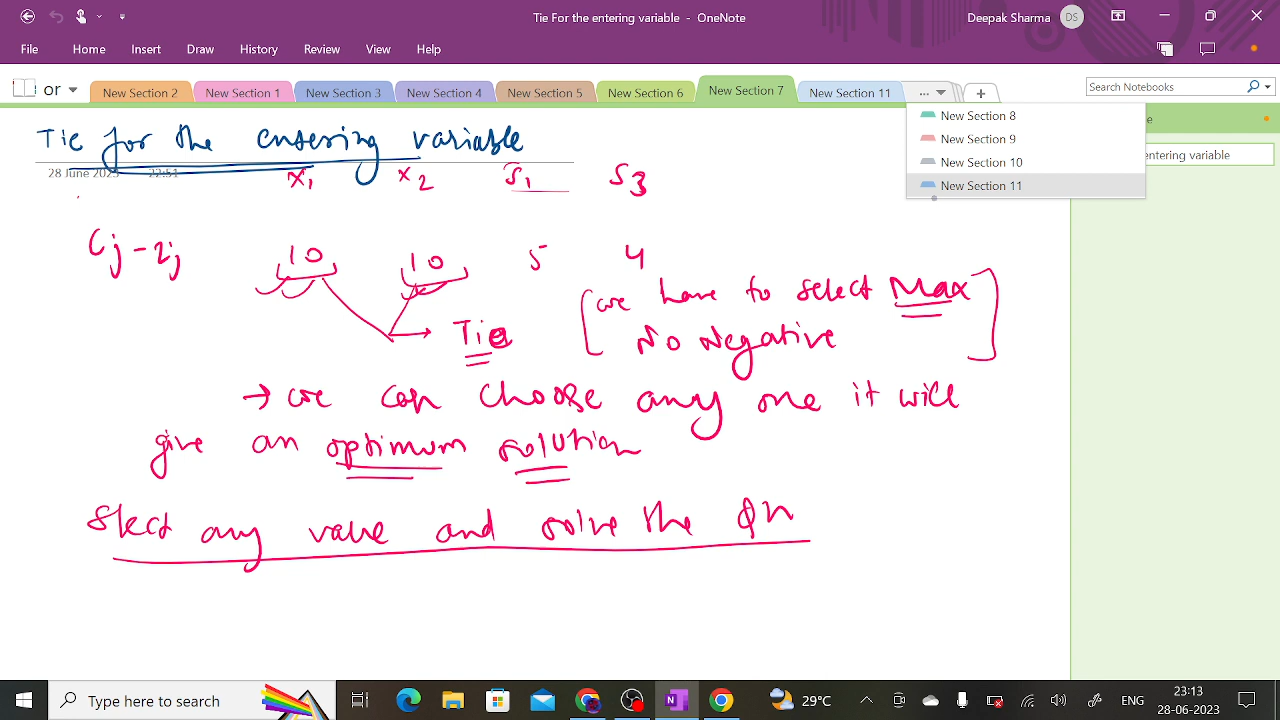 Tie For the entering variable - OneNote
Deepak Sharma DS
File Home Insert Draw History Review View Help
or New Section 2 New Section 1 New Section 3 New Section 4 New Section 5 New Section 6 New Section 7 New Section 11 ... + Search Notebooks
New Section 8
New Section 9
New Section 10
New Section 11
entering variable
Tie for the entering variable
28 June 2023 22:51
x1 x2 S1 S3
Cj - Zj 10 10 5 4
we have to select Max
Tie No Negative
→ we can choose any one it will
give an optimum solution
Slect any value and solve the Qn
Type here to search
29°C
ENG
23:13
28-06-2023